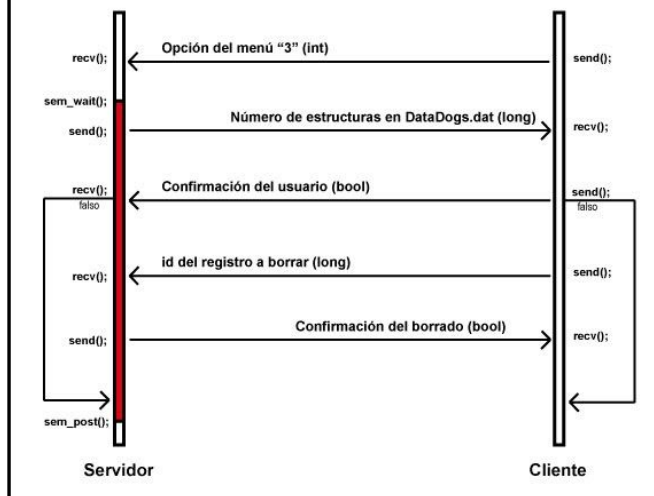 recv();
Opción del menú “3” (int)
send();
sem_wait();
send();
Número de estructuras en DataDogs.dat (long)
recv();
recv();
falso
Confirmación del usuario (bool)
send();
falso
recv();
id del registro a borrar (long)
send();
send();
Confirmación del borrado (bool)
recv();
sem_post();
Servidor
Cliente